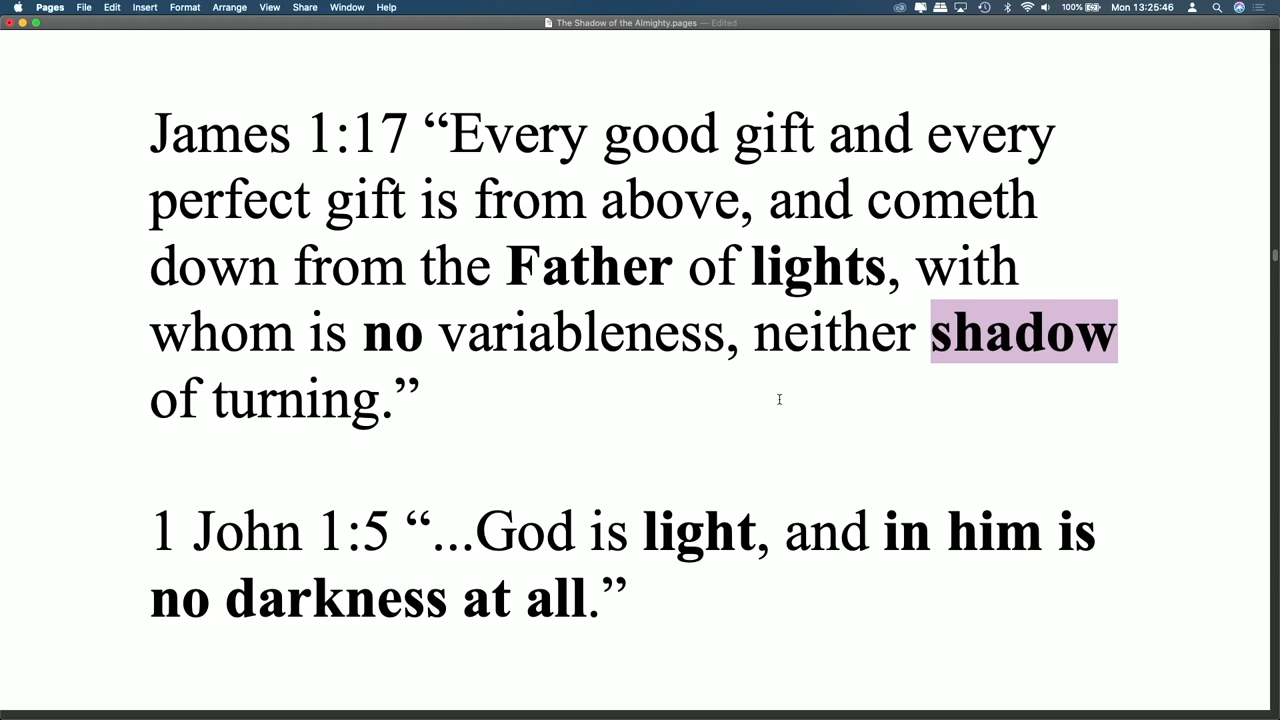 Pages File Edit Insert Format Arrange View Share Window Help 100% Mon 13:25:46
The Shadow of the Almighty.pages — Edited
James 1:17 “Every good gift and every
perfect gift is from above, and cometh
down from the Father of lights, with
whom is no variableness, neither shadow
of turning.”
1 John 1:5 “...God is light, and in him is
no darkness at all.”